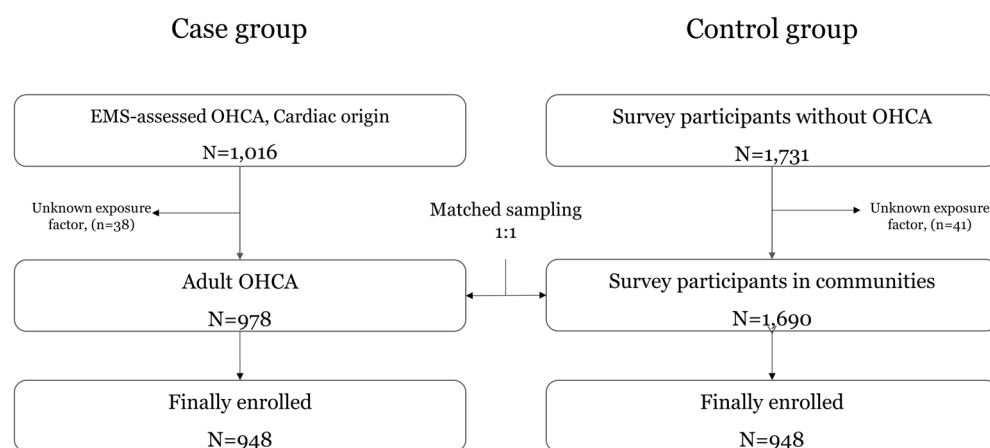 Case group
Control group
EMS-assessed OHCA, Cardiac origin
N=1,016
Survey participants without OHCA
N=1,731
Unknown exposure
factor, (n=38)
Matched sampling
1:1
Unknown exposure
factor, (n=41)
Adult OHCA
N=978
Survey participants in communities
N=1,690
Finally enrolled
N=948
Finally enrolled
N=948